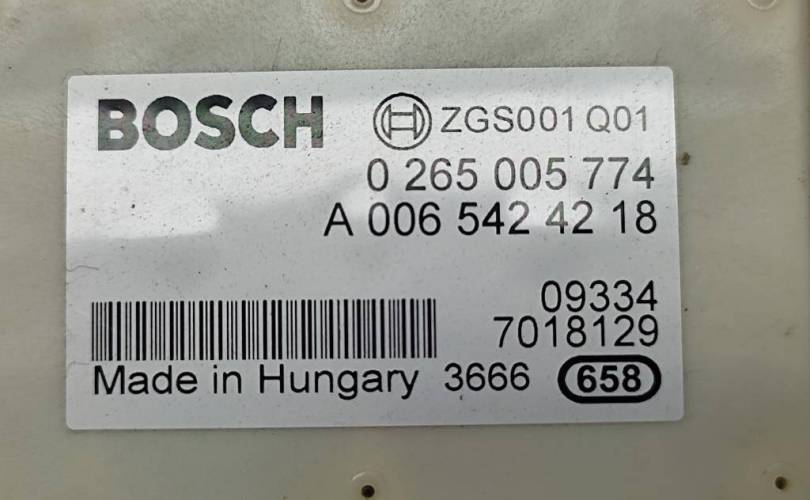 BOSCH ZGS001 Q01
0 265 005 774
A 006 542 42 18
09334
7018129
Made in Hungary 3666 658